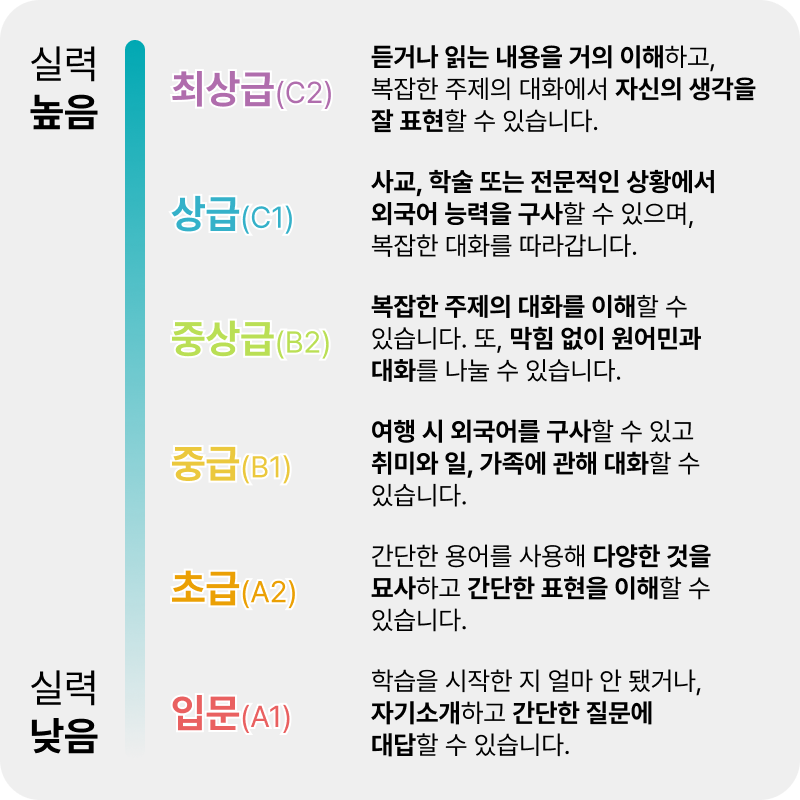 실력
높음
최상급(C2)
듣거나 읽는 내용을 거의 이해하고,
복잡한 주제의 대화에서 자신의 생각을
잘 표현할 수 있습니다.
상급(C1)
사교, 학술 또는 전문적인 상황에서
외국어 능력을 구사할 수 있으며,
복잡한 대화를 따라갑니다.
중상급(B2)
복잡한 주제의 대화를 이해할 수
있습니다. 또, 막힘 없이 원어민과
대화를 나눌 수 있습니다.
중급(B1)
여행 시 외국어를 구사할 수 있고
취미와 일, 가족에 관해 대화할 수
있습니다.
초급(A2)
간단한 용어를 사용해 다양한 것을
묘사하고 간단한 표현을 이해할 수
있습니다.
실력
낮음
입문(A1)
학습을 시작한 지 얼마 안 됐거나,
자기소개하고 간단한 질문에
대답할 수 있습니다.